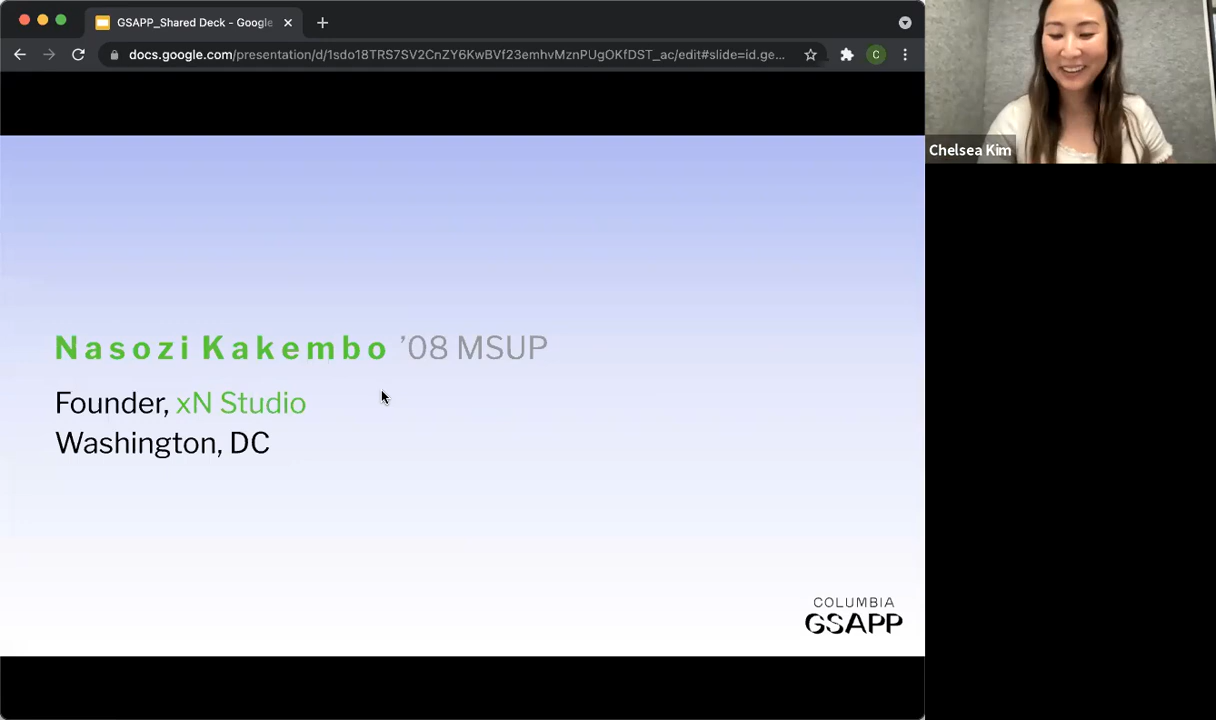 GSAPP_Shared Deck - Google
docs.google.com/presentation/d/1sdo18TRS7SV2CnZY6KwBVf23emhvMznPUgOKfDST_ac/edit#slide=id.ge...
C
Chelsea Kim
Nasozi Kakembo ’08 MSUP
Founder, xN Studio
Washington, DC
COLUMBIA
GSAPP